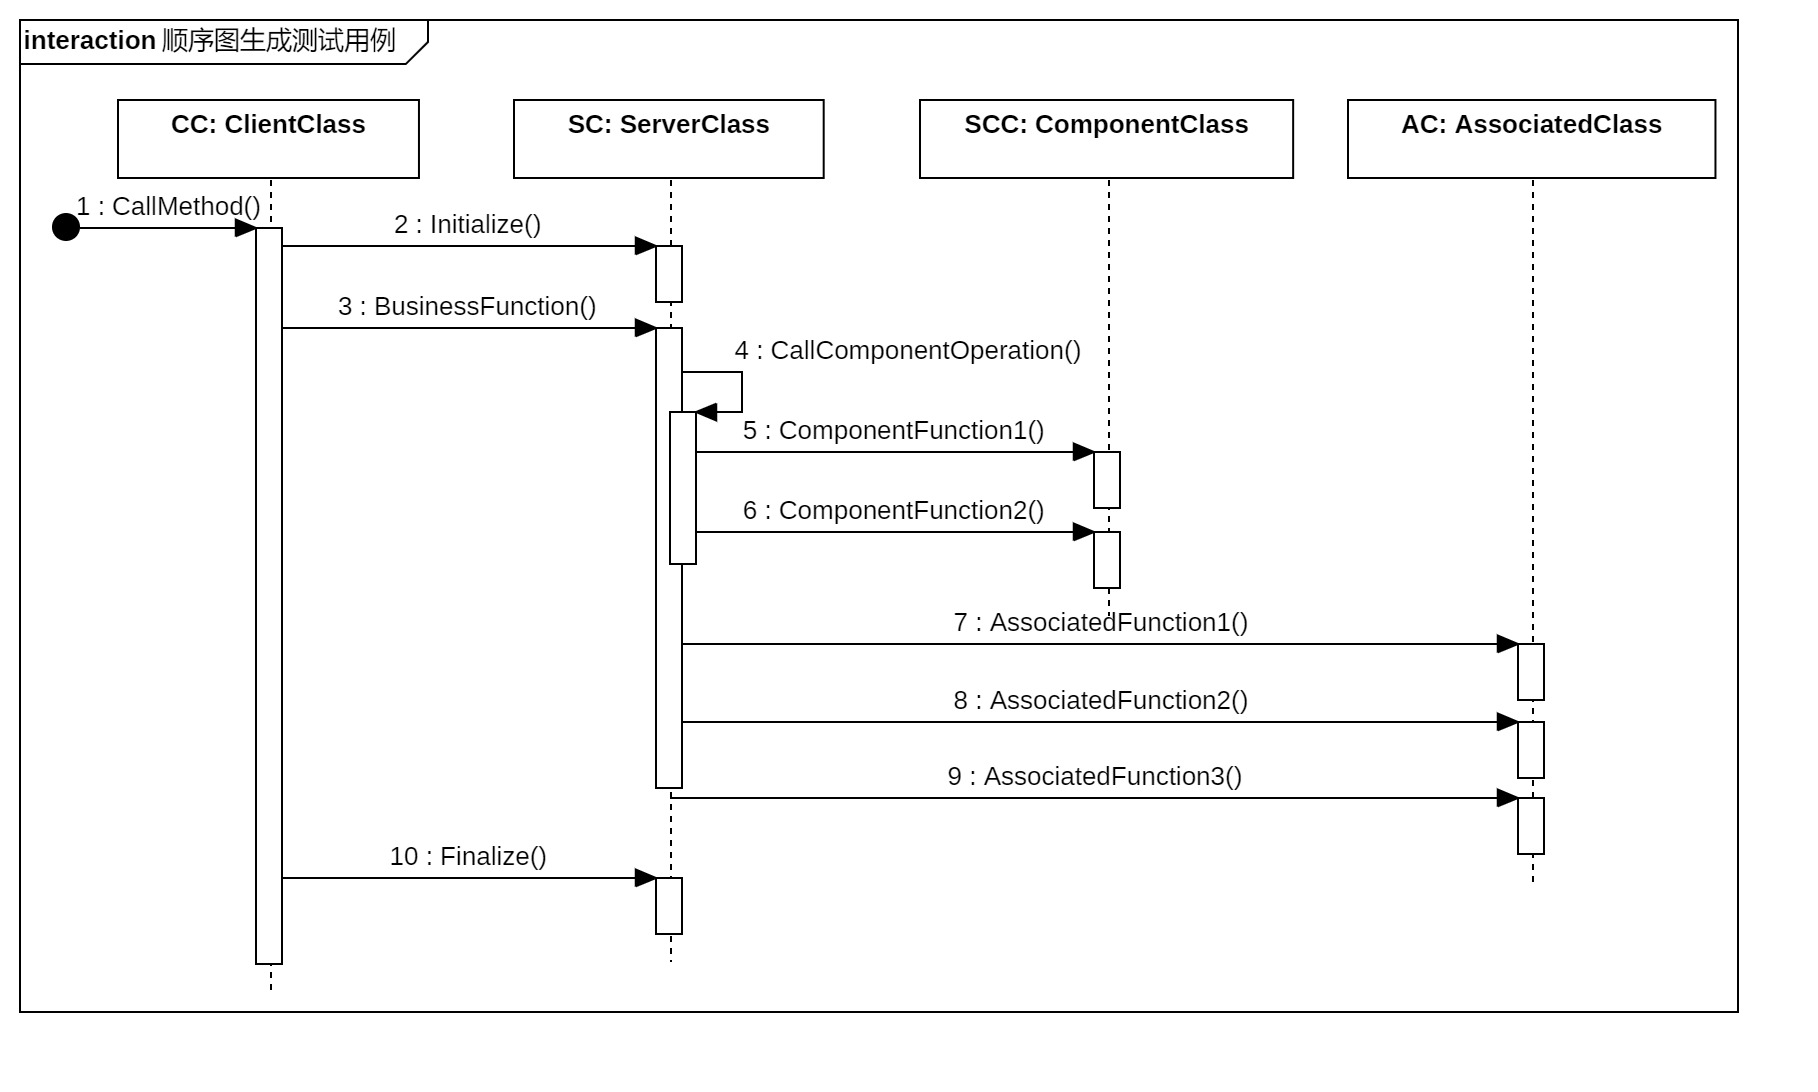 interaction 顺序图生成测试用例
CC: ClientClass
SC: ServerClass
SCC: ComponentClass
AC: AssociatedClass
1 : CallMethod()
2 : Initialize()
3 : BusinessFunction()
4 : CallComponentOperation()
5 : ComponentFunction1()
6 : ComponentFunction2()
7 : AssociatedFunction1()
8 : AssociatedFunction2()
9 : AssociatedFunction3()
10 : Finalize()